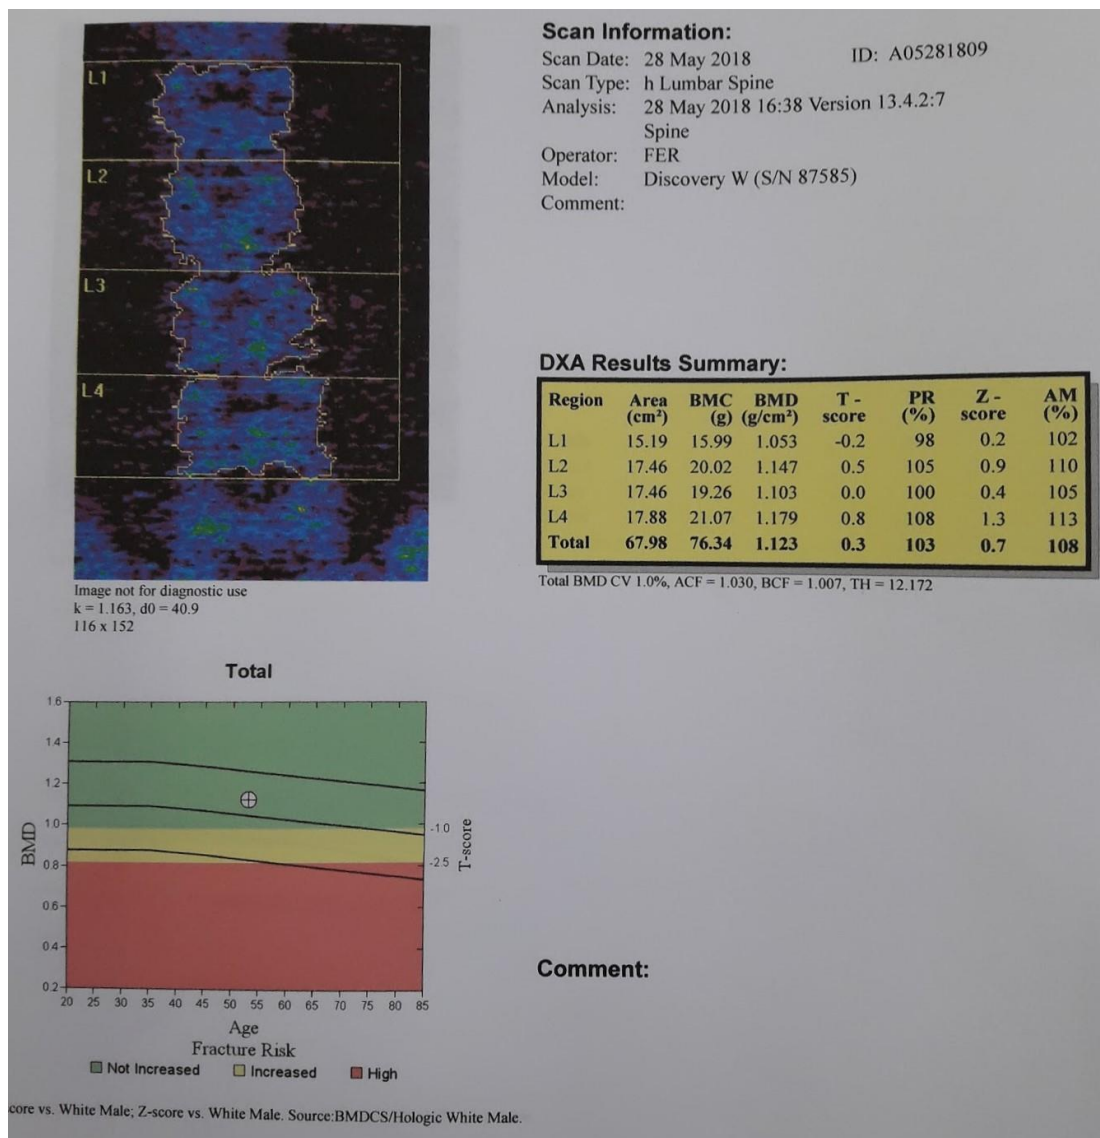 L1
L2
L3
L4
Image not for diagnostic use
k = 1.163, d0 = 40.9
116 x 152
Scan Information:
Scan Date: 28 May 2018 ID: A05281809
Scan Type: h Lumbar Spine
Analysis: 28 May 2018 16:38 Version 13.4.2:7
Spine
Operator: FER
Model: Discovery W (S/N 87585)
Comment:
DXA Results Summary:
Region Area (cm²) BMC (g) BMD (g/cm²) T - score PR (%) Z - score AM (%)
L1 15.19 15.99 1.053 -0.2 98 0.2 102
L2 17.46 20.02 1.147 0.5 105 0.9 110
L3 17.46 19.26 1.103 0.0 100 0.4 105
L4 17.88 21.07 1.179 0.8 108 1.3 113
Total 67.98 76.34 1.123 0.3 103 0.7 108
Total BMD CV 1.0%, ACF = 1.030, BCF = 1.007, TH = 12.172
Total
1.6
1.4
1.2
1.0
0.8
0.6
0.4
0.2
BMD
-1.0
-2.5
T-score
20 25 30 35 40 45 50 55 60 65 70 75 80 85
Age
Fracture Risk
Not Increased Increased High
Comment:
core vs. White Male; Z-score vs. White Male. Source:BMDCS/Hologic White Male.